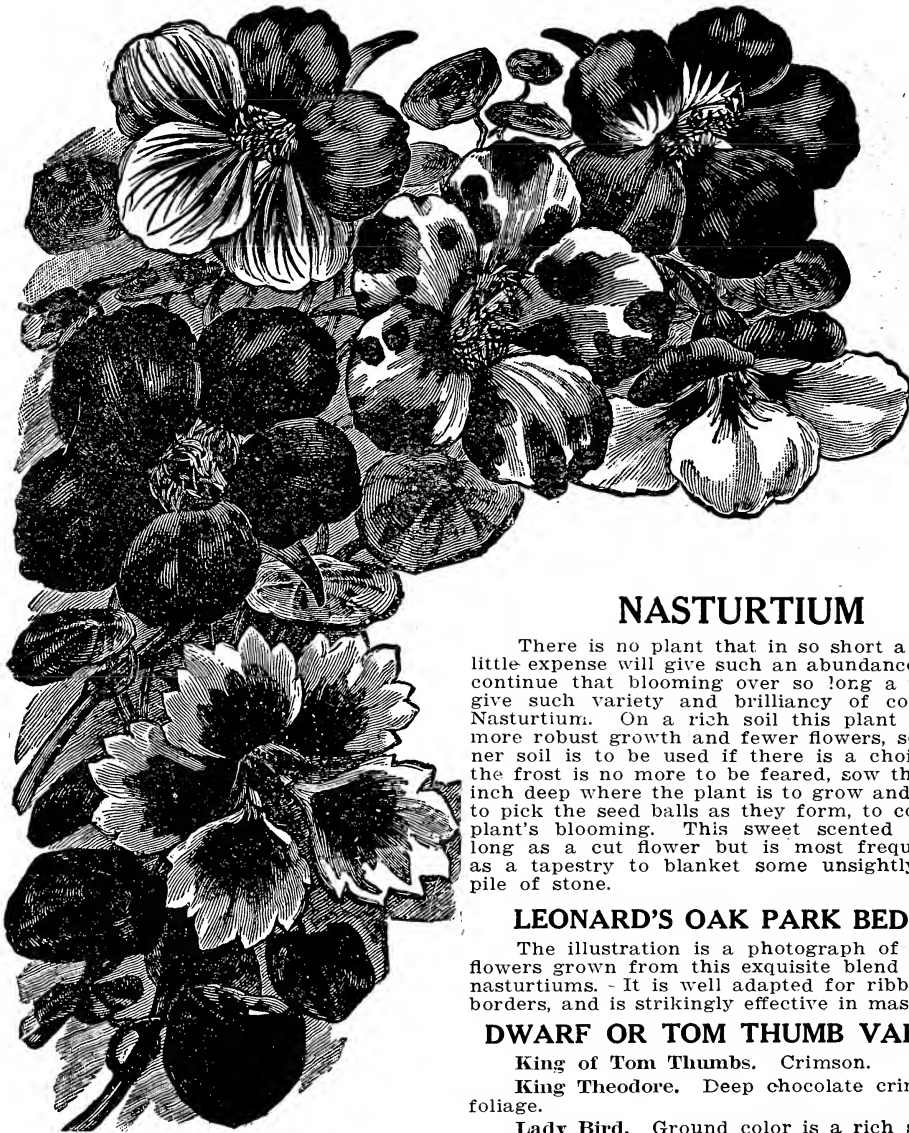 NASTURTIUM
There is no plant that in so short a
little expense will give such an abundance
continue that blooming over so long a
give such variety and brilliancy of co
Nasturtium. On a rich soil this plant
more robust growth and fewer flowers, s
ner soil is to be used if there is a choi
the frost is no more to be feared, sow th
inch deep where the plant is to grow and
to pick the seed balls as they form, to co
plant's blooming. This sweet scented
long as a cut flower but is most frequ
as a tapestry to blanket some unsightly
pile of stone.
LEONARD'S OAK PARK BED
The illustration is a photograph of
flowers grown from this exquisite blend
nasturtiums. - It is well adapted for ribb
borders, and is strikingly effective in mas
DWARF OR TOM THUMB VA
King of Tom Thumbs. Crimson.
King Theodore. Deep chocolate crim
foliage.
Lady Bird. Ground color is a rich